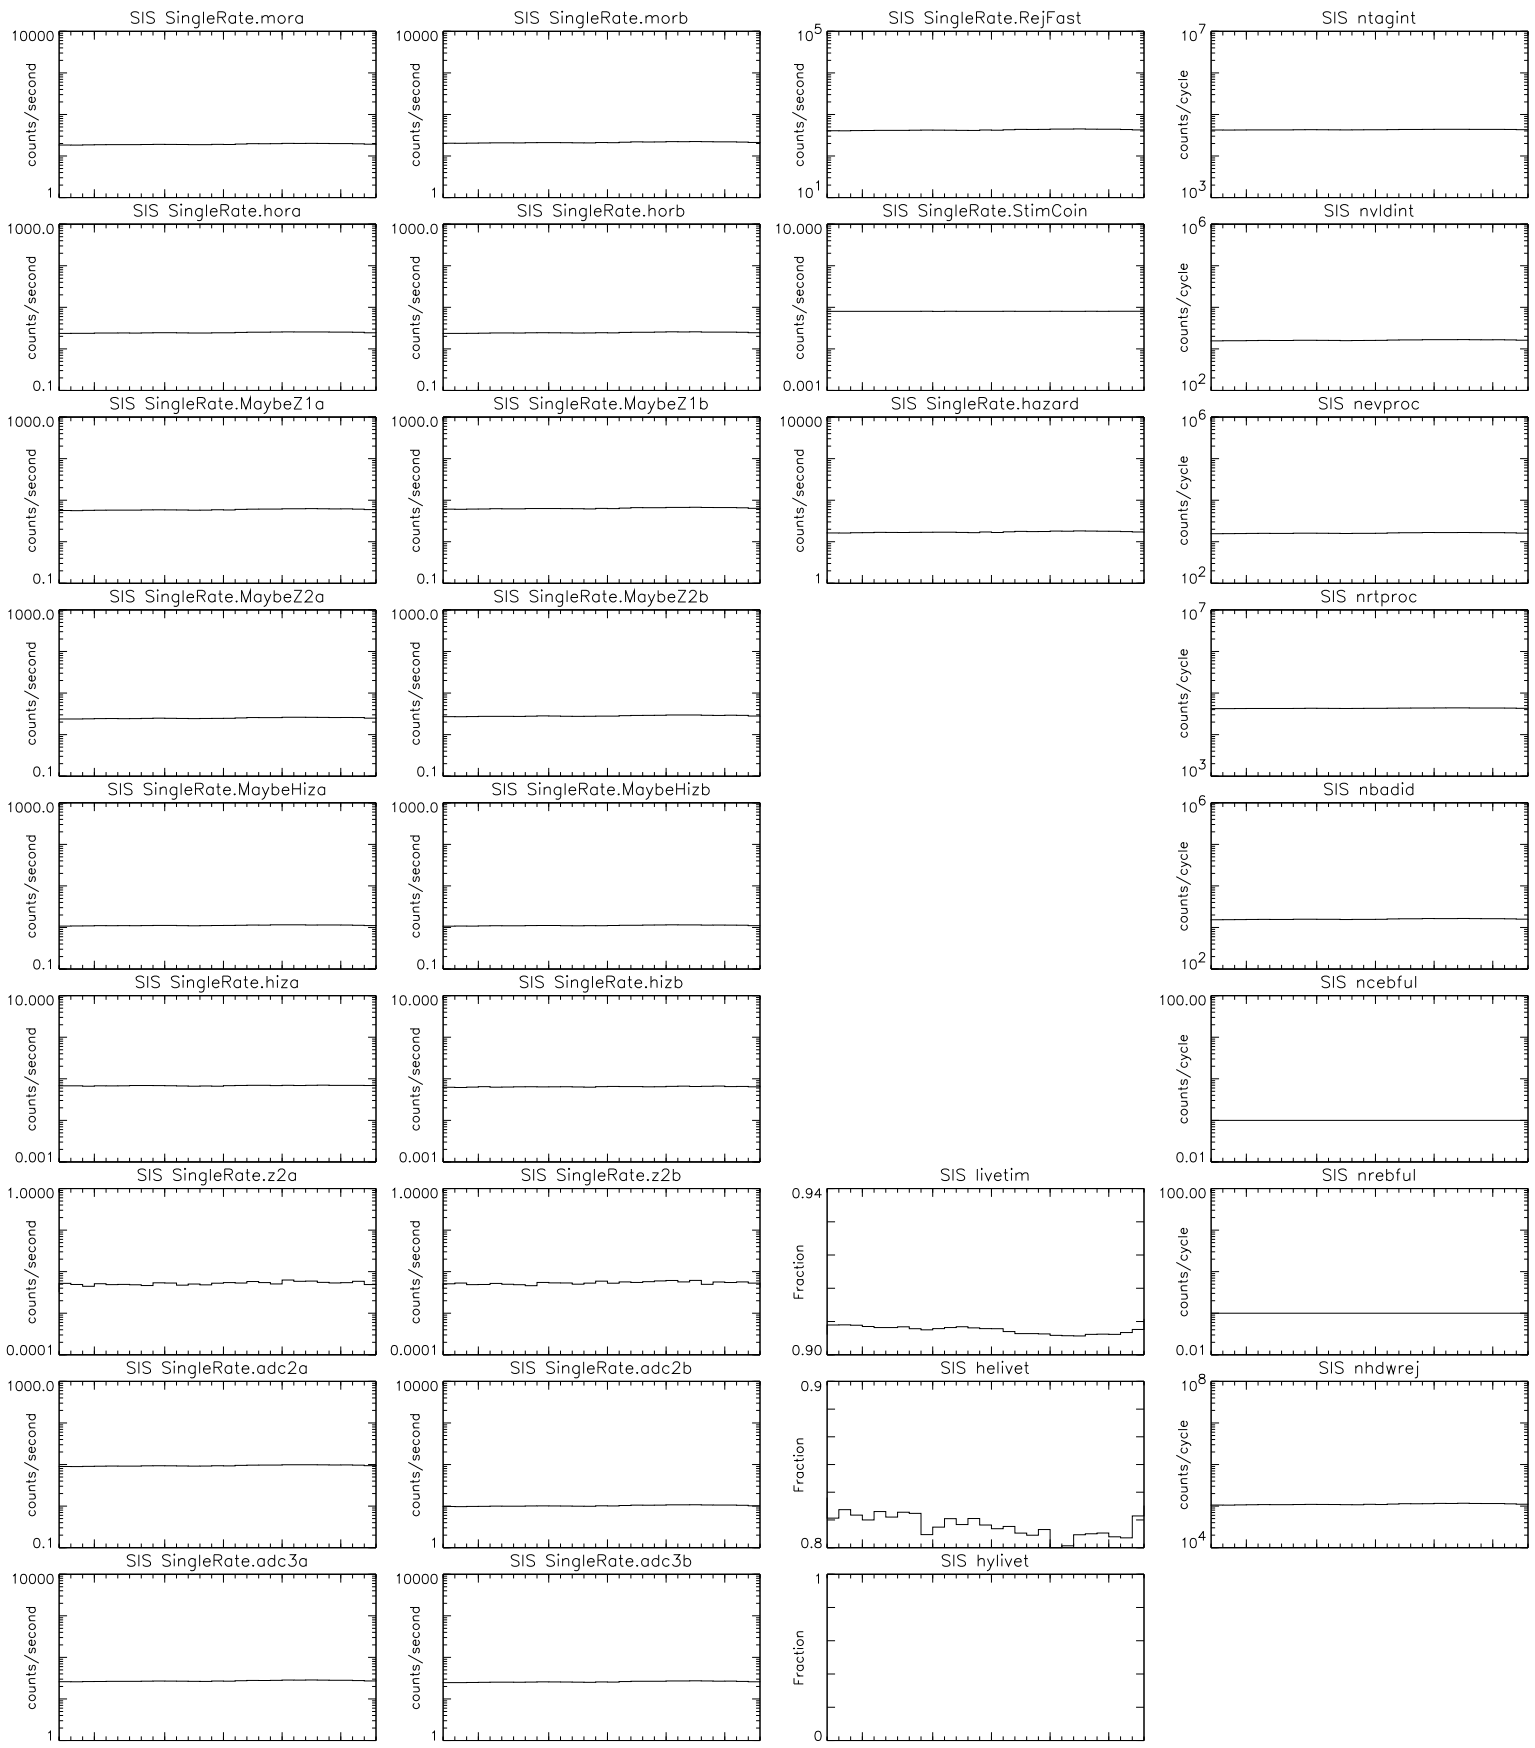 SIS SingleRate.mora
10000
counts/second
1
SIS SingleRate.morb
10000
counts/second
1
SIS SingleRate.RejFast
10^5
counts/second
10^1
SIS ntagint
10^7
counts/cycle
10^3
SIS SingleRate.hora
1000.0
counts/second
0.1
SIS SingleRate.horb
1000.0
counts/second
0.1
SIS SingleRate.StimCoin
10.000
counts/second
0.001
SIS nvldint
10^6
counts/cycle
10^2
SIS SingleRate.MaybeZ1a
1000.0
counts/second
0.1
SIS SingleRate.MaybeZ1b
1000.0
counts/second
0.1
SIS SingleRate.hazard
10000
counts/second
1
SIS nevproc
10^6
counts/cycle
10^2
SIS SingleRate.MaybeZ2a
1000.0
counts/second
0.1
SIS SingleRate.MaybeZ2b
1000.0
counts/second
0.1
SIS nrtproc
10^7
counts/cycle
10^3
SIS SingleRate.MaybeHiza
1000.0
counts/second
0.1
SIS SingleRate.MaybeHizb
1000.0
counts/second
0.1
SIS nbadid
10^6
counts/cycle
10^2
SIS SingleRate.hiza
10.000
counts/second
0.001
SIS SingleRate.hizb
10.000
counts/second
0.001
SIS ncebful
100.00
counts/cycle
0.01
SIS SingleRate.z2a
1.0000
counts/second
0.0001
SIS SingleRate.z2b
1.0000
counts/second
0.0001
SIS livetim
0.94
Fraction
0.90
SIS nrebful
100.00
counts/cycle
0.01
SIS SingleRate.adc2a
1000.0
counts/second
0.1
SIS SingleRate.adc2b
10000
counts/second
1
SIS helivet
0.9
Fraction
0.8
SIS nhdwrej
10^8
counts/cycle
10^4
SIS SingleRate.adc3a
10000
counts/second
1
SIS SingleRate.adc3b
10000
counts/second
1
SIS hylivet
1
Fraction
0